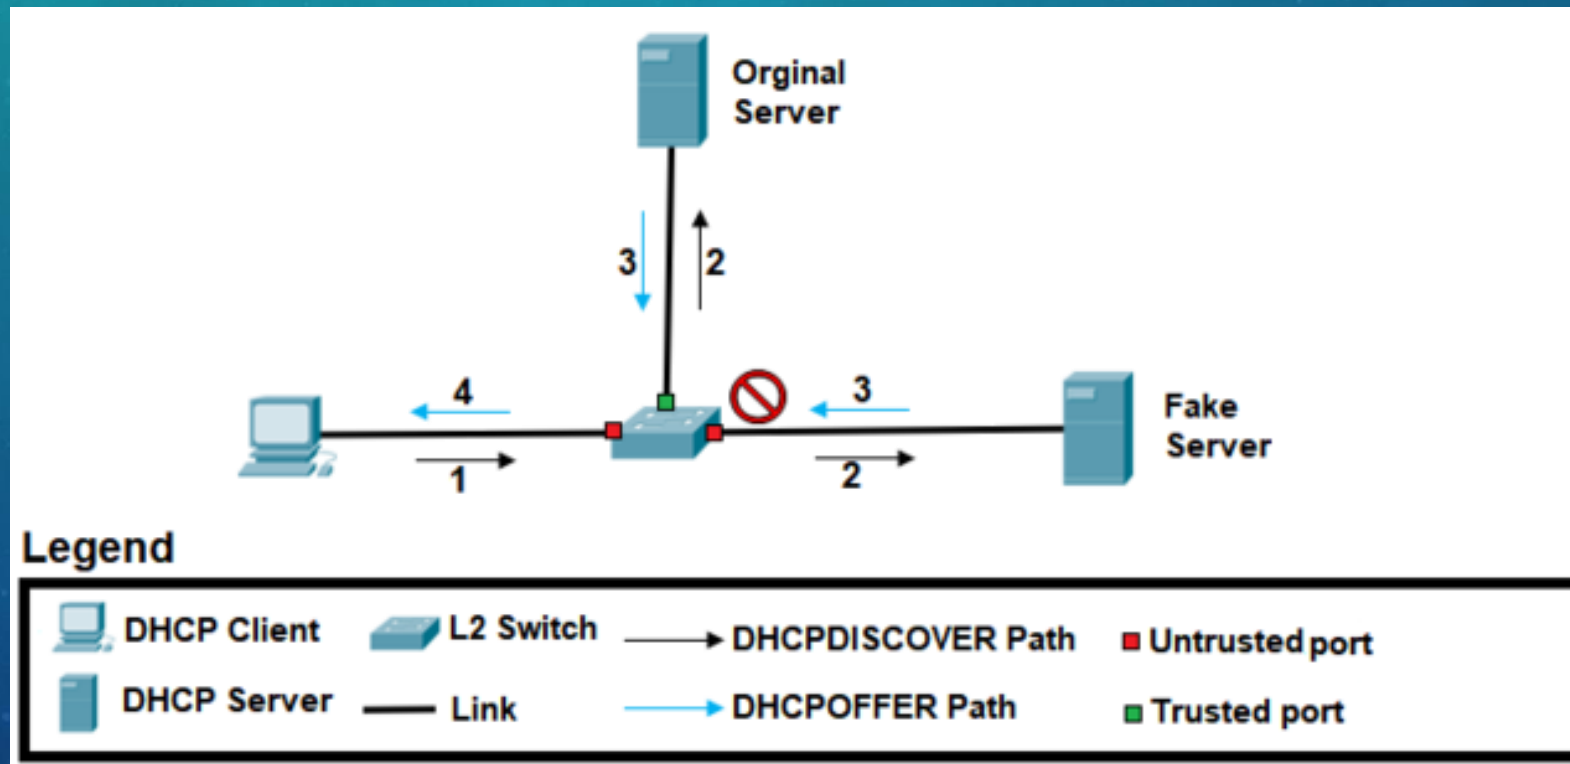 Orginal
Server
3
2
4
3
1
2
Fake
Server
Legend
DHCP Client
L2 Switch
DHCPDISCOVER Path
Untrusted port
DHCP Server
Link
DHCPOFFER Path
Trusted port